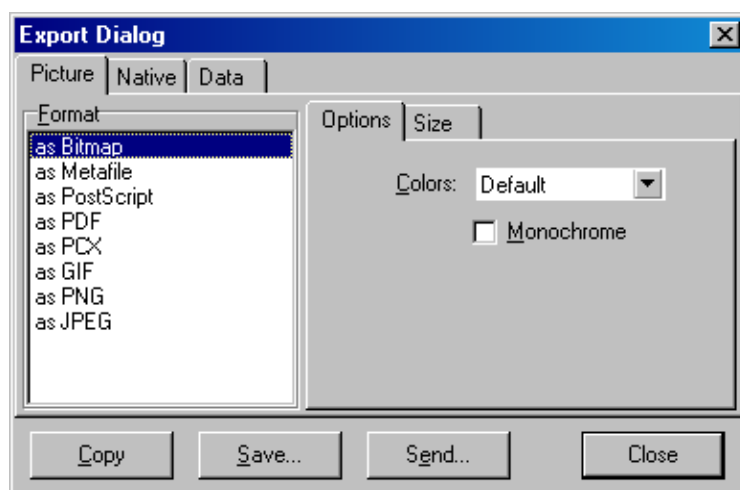 Export Dialog
Picture Native Data
Format
as Bitmap
as Metafile
as PostScript
as PDF
as PCX
as GIF
as PNG
as JPEG
Options Size
Colors: Default
Monochrome
Copy Save... Send... Close